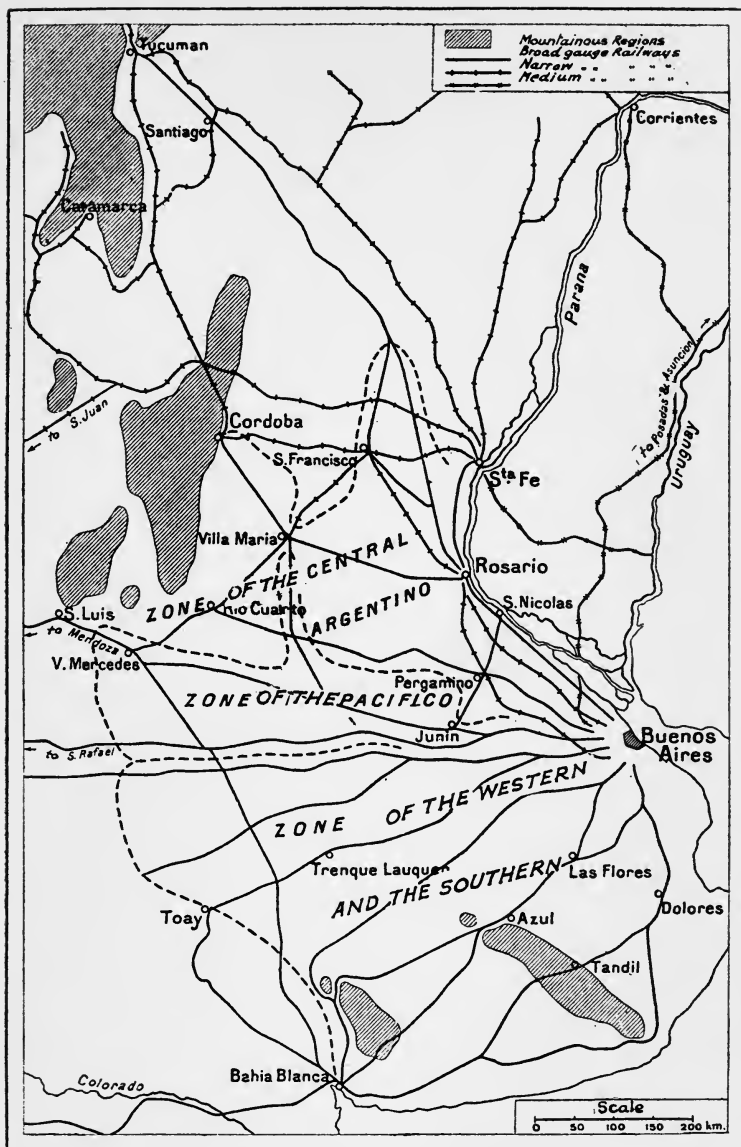 Mountainous Regions
Broad gauge Railways
Narrow " " " " "
Medium " " " " "
Tucuman
Santiago
Corrientes
Catamarca
Parana
to Posadas & Asuncion
Uruguay
to S. Juan
Cordoba
S. Francisco
Sta Fe
Villa Maria
Rosario
ZONE OF THE CENTRAL
ARGENTINO
S. Luis
Rio Cuarto
S. Nicolas
to Mendoza
V. Mercedes
Pergamino
ZONE OF THE PACIFICO
Junin
Buenos
Aires
to S. Rafael
ZONE OF THE WESTERN
Trenque Lauquen
Las Flores
AND THE SOUTHERN
Toay
Azul
Dolores
Tandil
Bahia Blanca
Colorado
Scale
0 50 100 150 200 km.